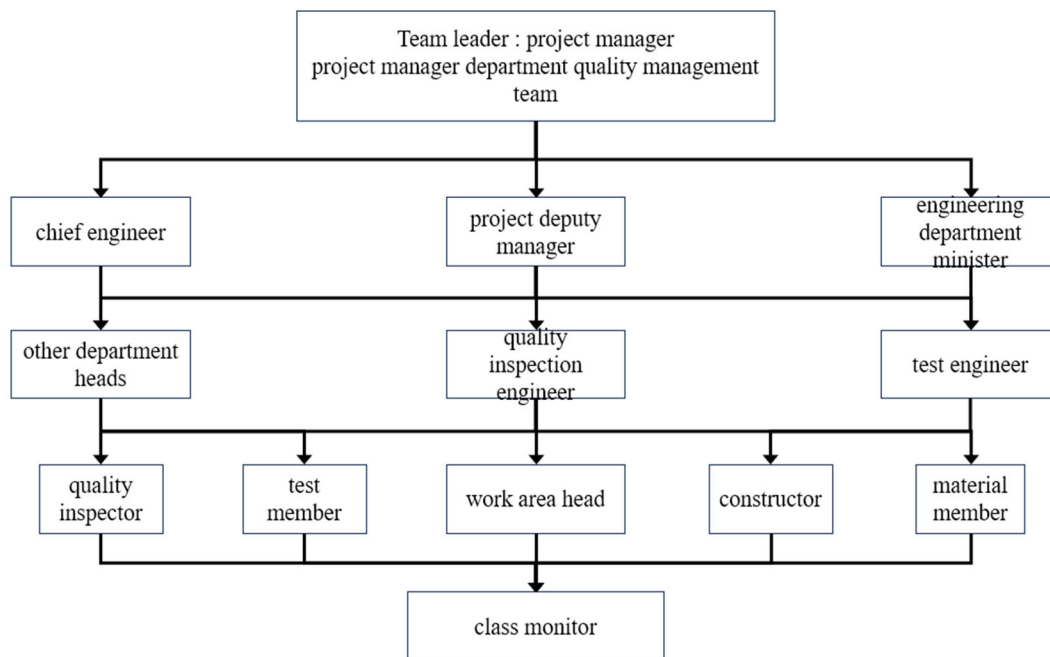 Team leader : project manager
project manager department quality management
team
chief engineer
project deputy
manager
engineering
department
minister
other department
heads
quality
inspection
engineer
test engineer
quality
inspector
test
member
work area head
constructor
material
member
class monitor